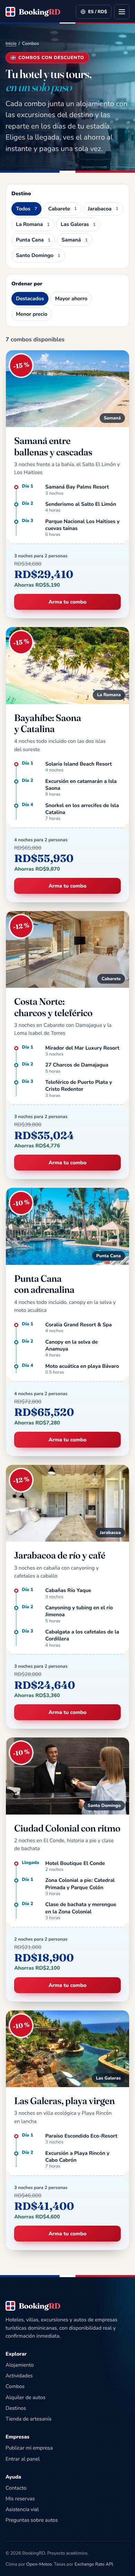 BookingRD
ES / RD$
Inicio / Combos
COMBOS CON DESCUENTO
Tu hotel y tus tours,
en un solo paso
Cada combo junta un alojamiento con
las excursiones del destino y las
reparte en los días de tu estadía.
Eliges la llegada, ves el ahorro al
instante y pagas una sola vez.
Destino
Todos 7
Cabarete 1
Jarabacoa 1
La Romana 1
Las Galeras 1
Punta Cana 1
Samaná 1
Santo Domingo 1
Ordenar por
Destacados
Mayor ahorro
Menor precio
7 combos disponibles
-15 %
Samaná
Samaná entre
ballenas y cascadas
3 noches frente a la bahía, el Salto El Limón y
Los Haitises
Día 1
Samaná Bay Palms Resort
3 noches
Día 2
Senderismo al Salto El Limón
4 horas
Día 3
Parque Nacional Los Haitises y
cuevas taínas
6 horas
3 noches para 2 personas
RD$34,600
RD$29,410
Ahorras RD$5,190
Arma tu combo
-15 %
La Romana
Bayahíbe: Saona
y Catalina
4 noches todo incluido con las dos islas
del sureste
Día 1
Solaria Island Beach Resort
4 noches
Día 2
Excursión en catamarán a Isla
Saona
9 horas
Día 4
Snorkel en los arrecifes de Isla
Catalina
7 horas
4 noches para 2 personas
RD$65,800
RD$55,930
Ahorras RD$9,870
Arma tu combo
-12 %
Cabarete
Costa Norte:
charcos y teleférico
3 noches en Cabarete con Damajagua y la
Loma Isabel de Torres
Día 1
Mirador del Mar Luxury Resort
3 noches
Día 2
27 Charcos de Damajagua
5 horas
Día 3
Teleférico de Puerto Plata y
Cristo Redentor
3 horas
3 noches para 2 personas
RD$39,800
RD$35,024
Ahorras RD$4,776
Arma tu combo
-10 %
Punta Cana
Punta Cana
con adrenalina
4 noches todo incluido, canopy en la selva y
moto acuática
Día 1
Coralia Grand Resort & Spa
4 noches
Día 2
Canopy en la selva de
Anamuya
4 horas
Día 4
Moto acuática en playa Bávaro
0.5 horas
4 noches para 2 personas
RD$72,800
RD$65,520
Ahorras RD$7,280
Arma tu combo
-12 %
Jarabacoa
Jarabacoa de río y café
3 noches en cabaña con canyoning y
cafetales a caballo
Día 1
Cabañas Río Yaque
3 noches
Día 2
Canyoning y tubing en el río
Jimenoa
5 horas
Día 3
Cabalgata a los cafetales de la
Cordillera
4 horas
3 noches para 2 personas
RD$28,000
RD$24,640
Ahorras RD$3,360
Arma tu combo
-10 %
Santo Domingo
Ciudad Colonial con ritmo
2 noches en El Conde, historia a pie y clase
de bachata
Llegada
Hotel Boutique El Conde
2 noches
Día 1
Zona Colonial a pie: Catedral
Primada y Parque Colón
3 horas
Día 2
Clase de bachata y merengue
en la Zona Colonial
3 horas
2 noches para 2 personas
RD$21,000
RD$18,900
Ahorras RD$2,100
Arma tu combo
-10 %
Las Galeras
Las Galeras, playa virgen
3 noches en villa ecológica y Playa Rincón
en lancha
Día 1
Paraíso Escondido Eco-Resort
3 noches
Día 2
Excursión a Playa Rincón y
Cabo Cabrón
7 horas
3 noches para 2 personas
RD$46,000
RD$41,400
Ahorras RD$4,600
Arma tu combo
BookingRD
Hoteles, villas, excursiones y autos de empresas
turísticas dominicanas, con disponibilidad real y
confirmación inmediata.
Explorar
Alojamiento
Actividades
Combos
Alquiler de autos
Destinos
Tienda de artesanía
Empresas
Publicar mi empresa
Entrar al panel
Ayuda
Contacto
Mis reservas
Asistencia vial
Preguntas sobre autos
© 2026 BookingRD. Proyecto académico.
Clima por Open-Meteo. Tasas por Exchange Rate API.